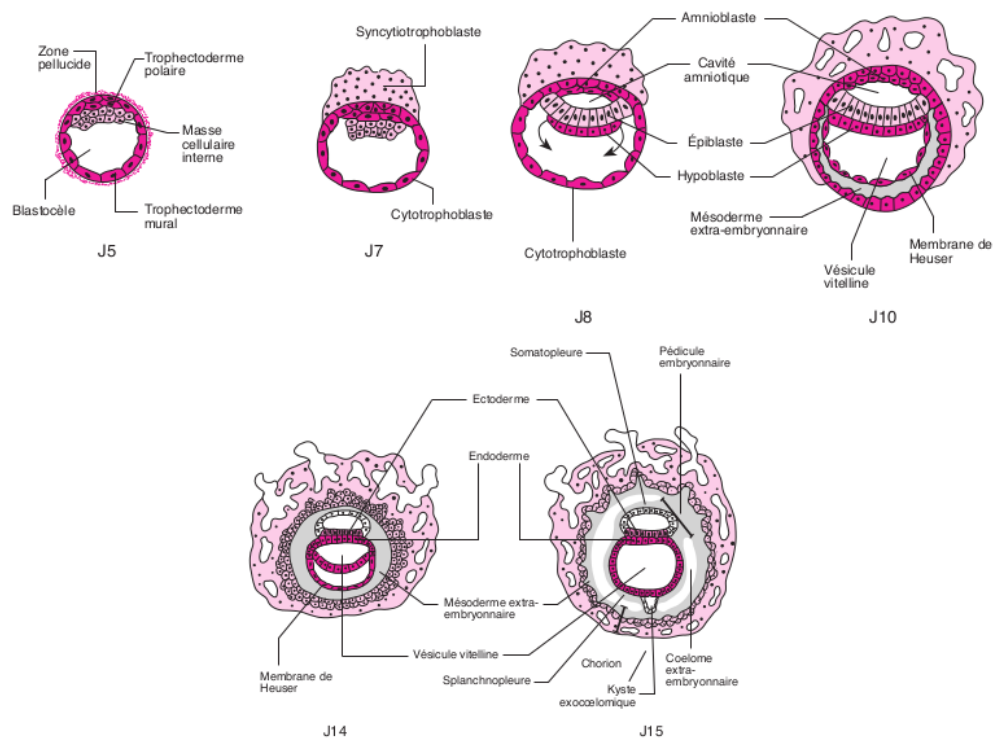 Zone
pellucide
Trophectoderme
polaire
Masse
cellulaire
interne
Blastocèle
Trophectoderme
mural
J5
Syncytiotrophoblaste
Cytotrophoblaste
J7
Amnioblaste
Cavité
amniotique
Épiblaste
Hypoblaste
Mésoderme
extra-embryonnaire
Cytotrophoblaste
Membrane de
Heuser
Vésicule
vitelline
J8
J10
Somatopleure
Pédicule
embryonnaire
Ectoderme
Endoderme
Mésoderme extra-
embryonnaire
Vésicule vitelline
Membrane de
Heuser
Splanchnopleure
Chorion
Kyste
exocœlomique
Coelome
extra-
embryonnaire
J14
J15